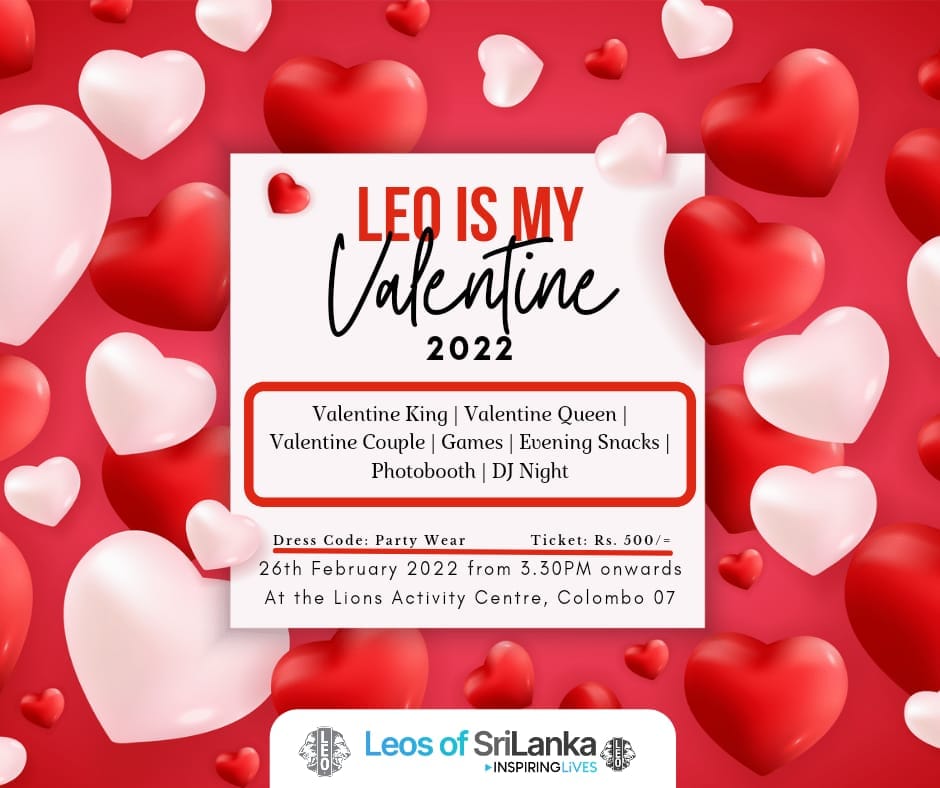 LEO IS MY
Valentine
2022
Valentine King | Valentine Queen |
Valentine Couple | Games | Evening Snacks |
Photobooth | DJ Night
Dress Code: Party Wear Ticket: Rs. 500/=
26th February 2022 from 3.30PM onwards
At the Lions Activity Centre, Colombo 07
LEO Leos of SriLanka LEO
INSPIRING LiVES